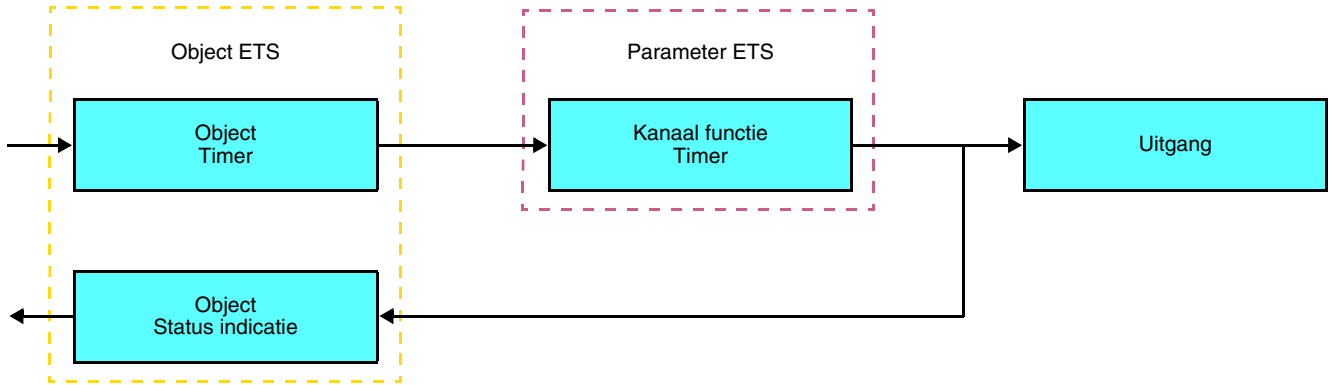 Object ETS
Parameter ETS
Object
Timer
Kanaal functie
Timer
Uitgang
Object
Status indicatie